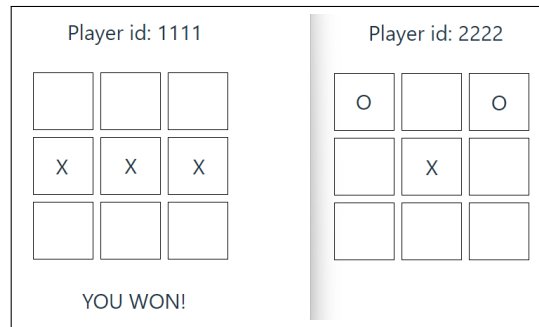 Player id: 1111
X X X
YOU WON!
Player id: 2222
O O
X